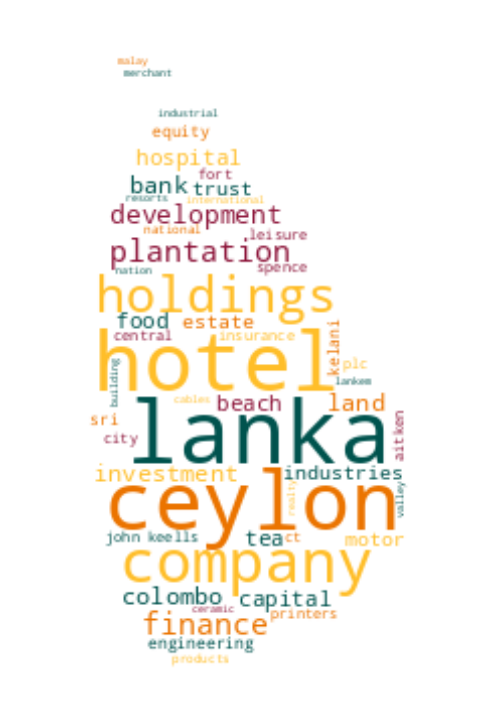 malay
merchant
industrial
equity
hospital
fort
bank trust
resorts international
development
national leisure
plantation
nation spence
holdings
food estate kelani
central insurance
hotel plc
building lankem
cables beach land
lanka
sri aitken
city
investment industries
ceylon realty valley
john keells tea ct motor
company
colombo capital
ceramic printers
finance
engineering
products